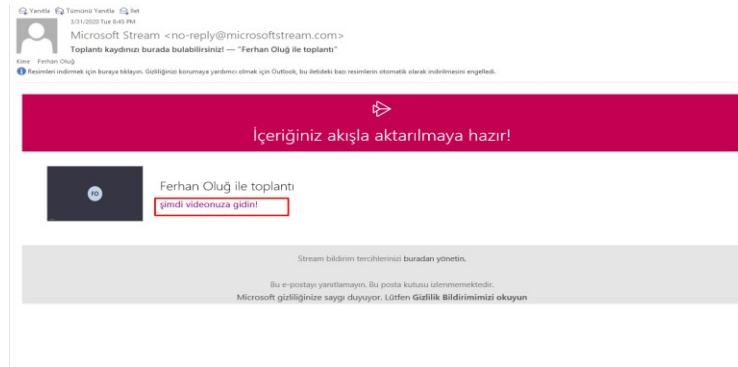 Yanıtla Tümünü Yanıtla İlet
3/31/2020 Tue 8:45 PM
Microsoft Stream <no-reply@microsoftstream.com>
Toplantı kaydınızı burada bulabilirsiniz! — "Ferhan Oluğ ile toplantı"
Kime Ferhan Oluğ
Resimleri indirmek için buraya tıklayın. Gizliliğinizi korumaya yardımcı olmak için Outlook, bu iletideki bazı resimlerin otomatik olarak indirilmesini engelledi.
İçeriğiniz akışla aktarılmaya hazır!
FO
Ferhan Oluğ ile toplantı
şimdi videonuza gidin!
Stream bildirim tercihlerinizi buradan yönetin.
Bu e-postayı yanıtlamayın. Bu posta kutusu izlenmemektedir.
Microsoft gizliliğinize saygı duyuyor. Lütfen Gizlilik Bildirimimizi okuyun